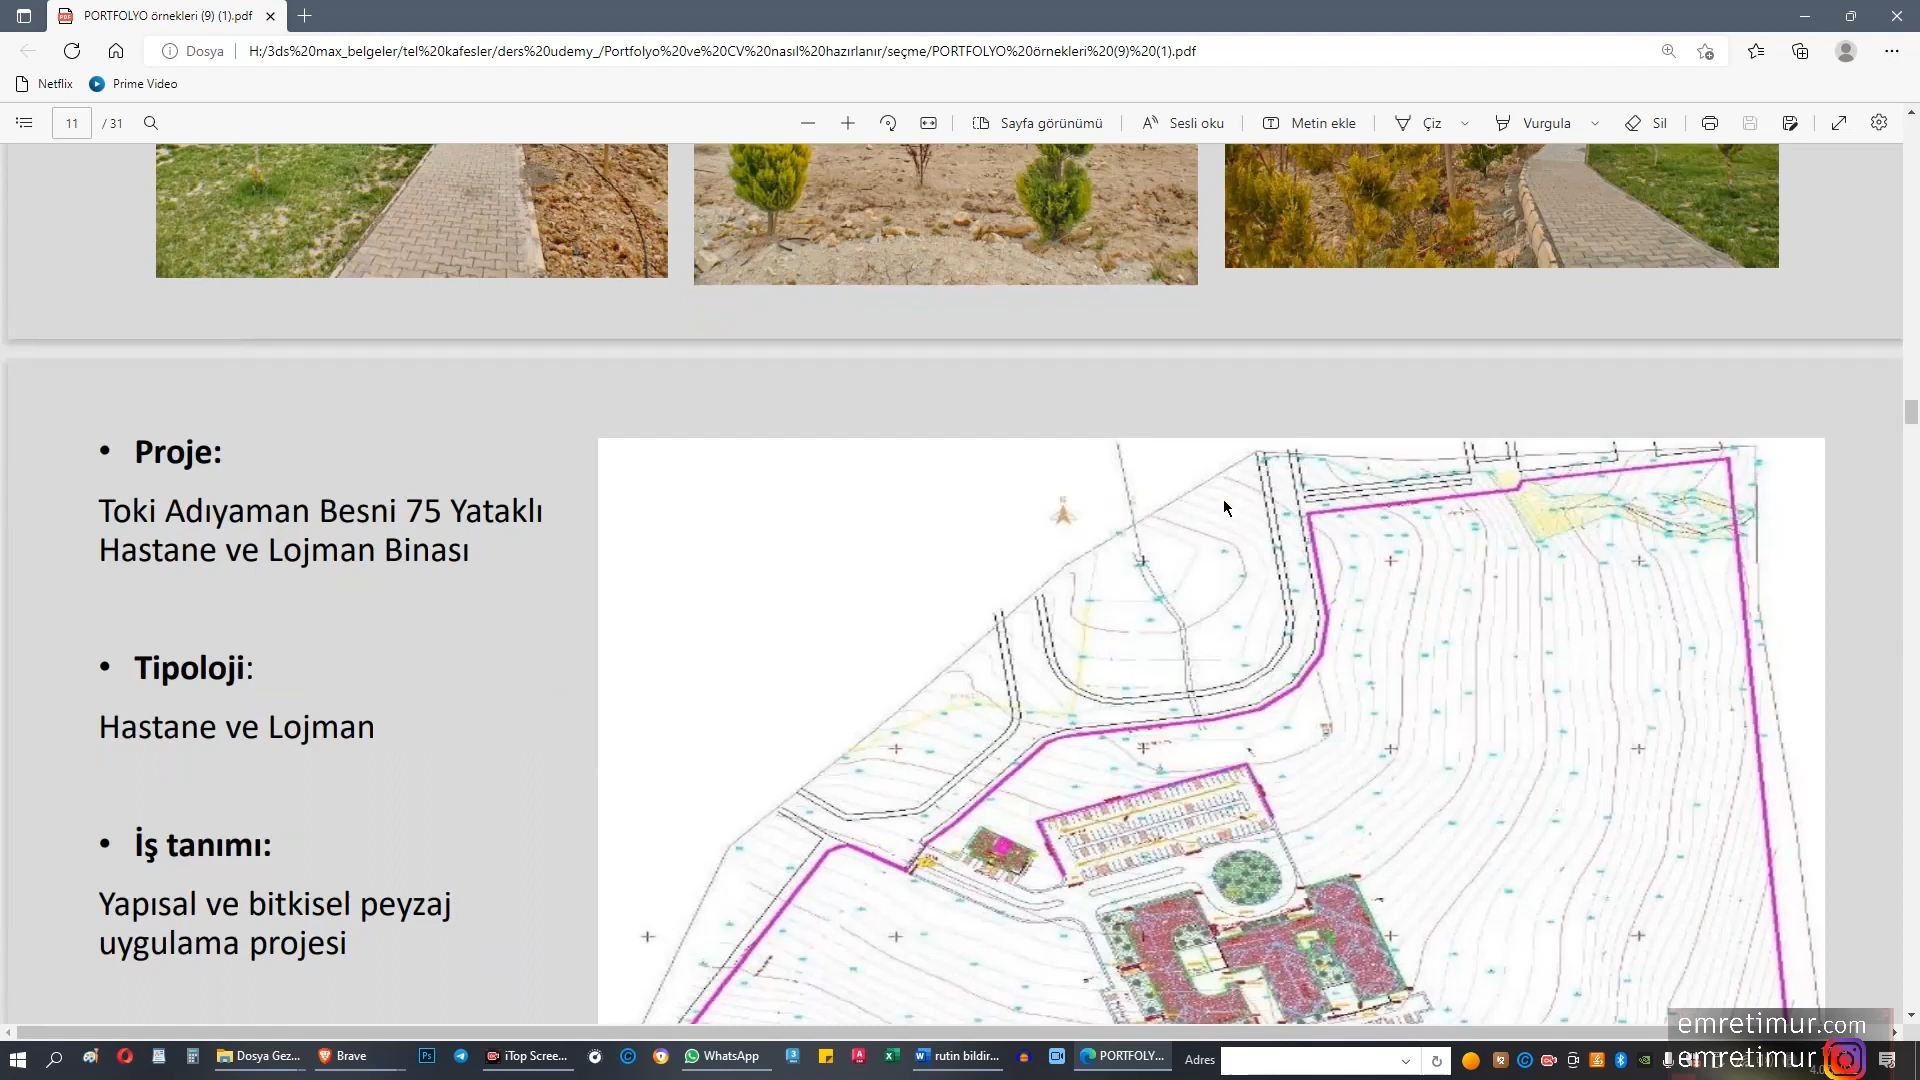 PORTFOLYO örnekleri (9) (1).pdf
Dosya
H:/3ds%20max_belgeler/tel%20kafesler/ders%20udemy_/Portfolyo%20ve%20CV%20nasıl%20hazırlanır/seçme/PORTFOLYO%20örnekleri%20(9)%20(1).pdf
Netflix
Prime Video
11 / 31
Sayfa görünümü
Sesli oku
Metin ekle
Çiz
Vurgula
Sil
• Proje:
Toki Adıyaman Besni 75 Yataklı
Hastane ve Lojman Binası
• Tipoloji:
Hastane ve Lojman
• İş tanımı:
Yapısal ve bitkisel peyzaj
uygulama projesi
emretimur.com
emretimur
Dosya Gez...
Brave
iTop Scree...
WhatsApp
rutin bildir...
PORTFOLY...
Adres